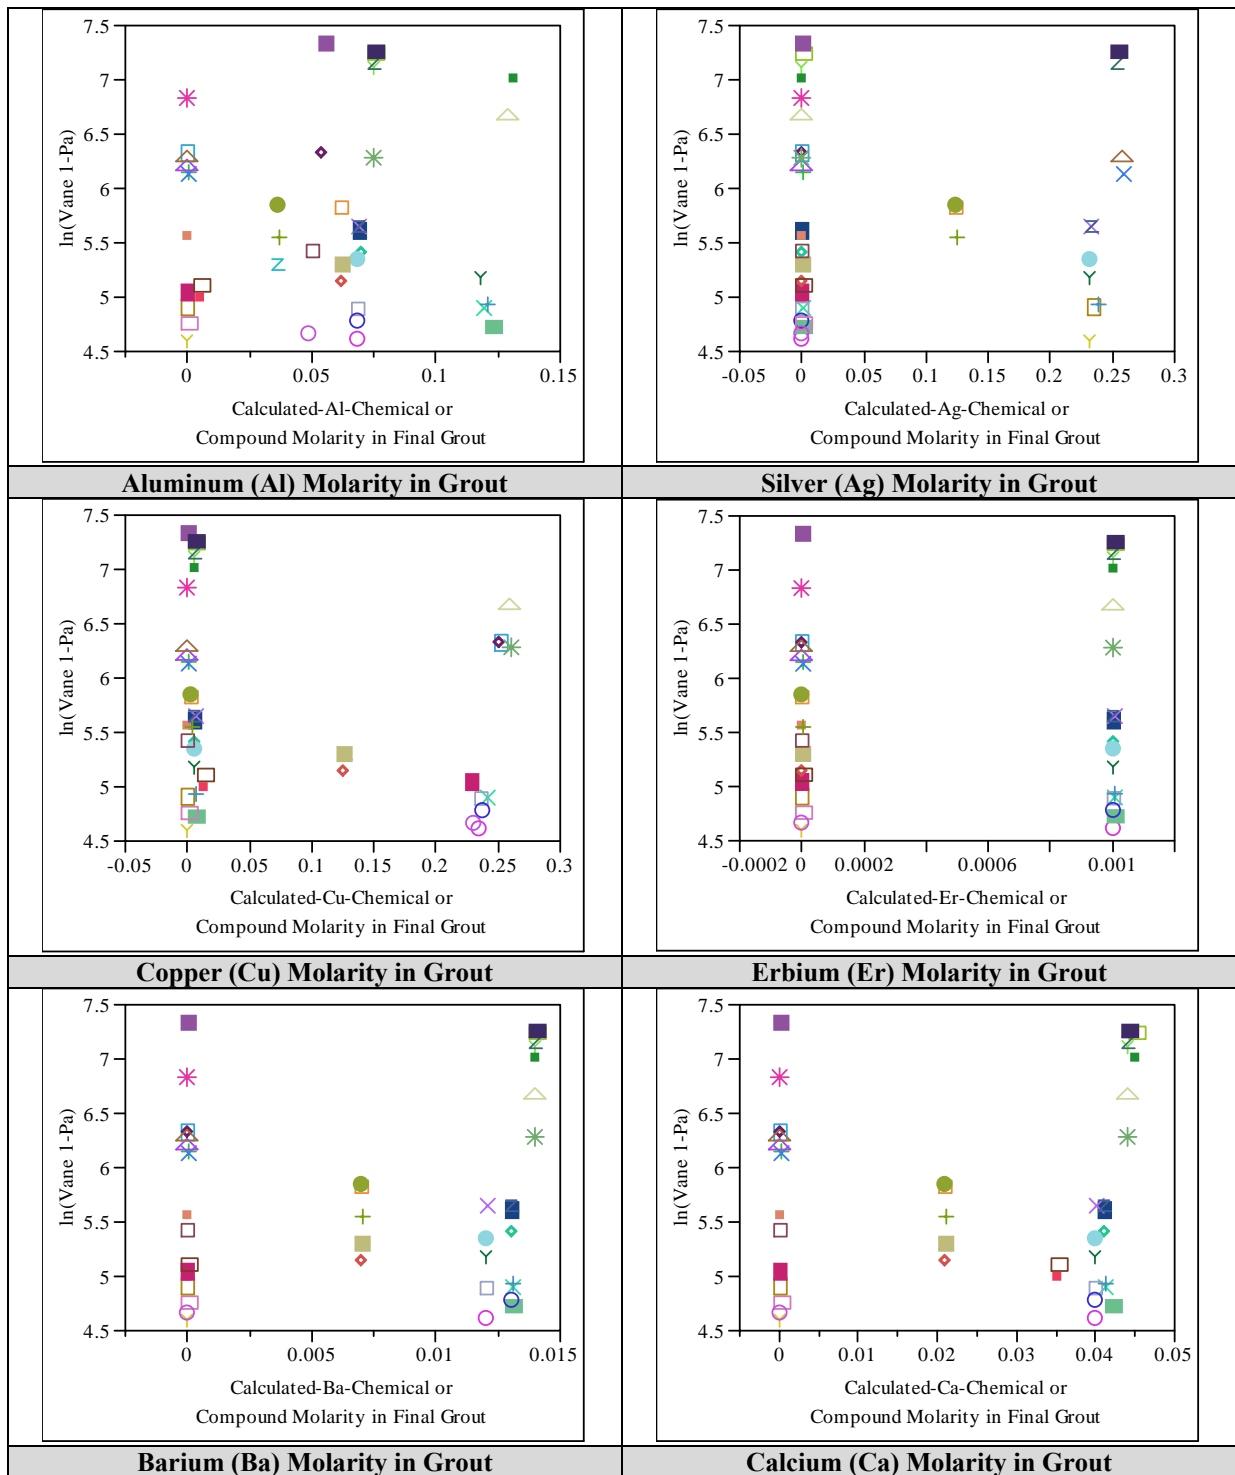 7.5
7
6.5
6
5.5
5
4.5
ln(Vane 1-Pa)
0 0.05 0.1 0.15
Calculated-Al-Chemical or
Compound Molarity in Final Grout
Aluminum (Al) Molarity in Grout
7.5
7
6.5
6
5.5
5
4.5
ln(Vane 1-Pa)
-0.05 0 0.05 0.1 0.15 0.2 0.25 0.3
Calculated-Ag-Chemical or
Compound Molarity in Final Grout
Silver (Ag) Molarity in Grout
7.5
7
6.5
6
5.5
5
4.5
ln(Vane 1-Pa)
-0.05 0 0.05 0.1 0.15 0.2 0.25 0.3
Calculated-Cu-Chemical or
Compound Molarity in Final Grout
Copper (Cu) Molarity in Grout
7.5
7
6.5
6
5.5
5
4.5
ln(Vane 1-Pa)
-0.0002 0 0.0002 0.0006 0.001
Calculated-Er-Chemical or
Compound Molarity in Final Grout
Erbium (Er) Molarity in Grout
7.5
7
6.5
6
5.5
5
4.5
ln(Vane 1-Pa)
0 0.005 0.01 0.015
Calculated-Ba-Chemical or
Compound Molarity in Final Grout
Barium (Ba) Molarity in Grout
7.5
7
6.5
6
5.5
5
4.5
ln(Vane 1-Pa)
0 0.01 0.02 0.03 0.04 0.05
Calculated-Ca-Chemical or
Compound Molarity in Final Grout
Calcium (Ca) Molarity in Grout